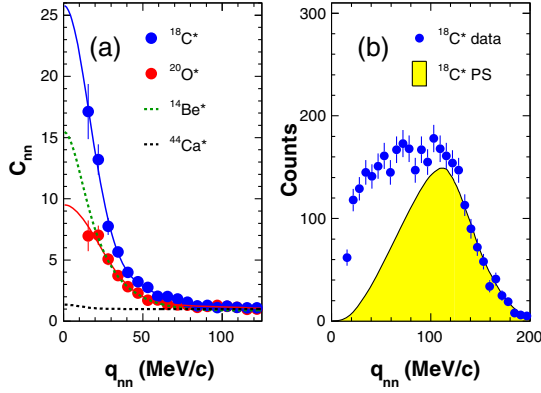 (a)
¹⁸C*
²⁰O*
¹⁴Be*
⁴⁴Ca*
C_nn
25
20
15
10
5
0
0 50 100
q_nn (MeV/c)
(b)
¹⁸C* data
¹⁸C* PS
Counts
300
200
100
0
0 100 200
q_nn (MeV/c)